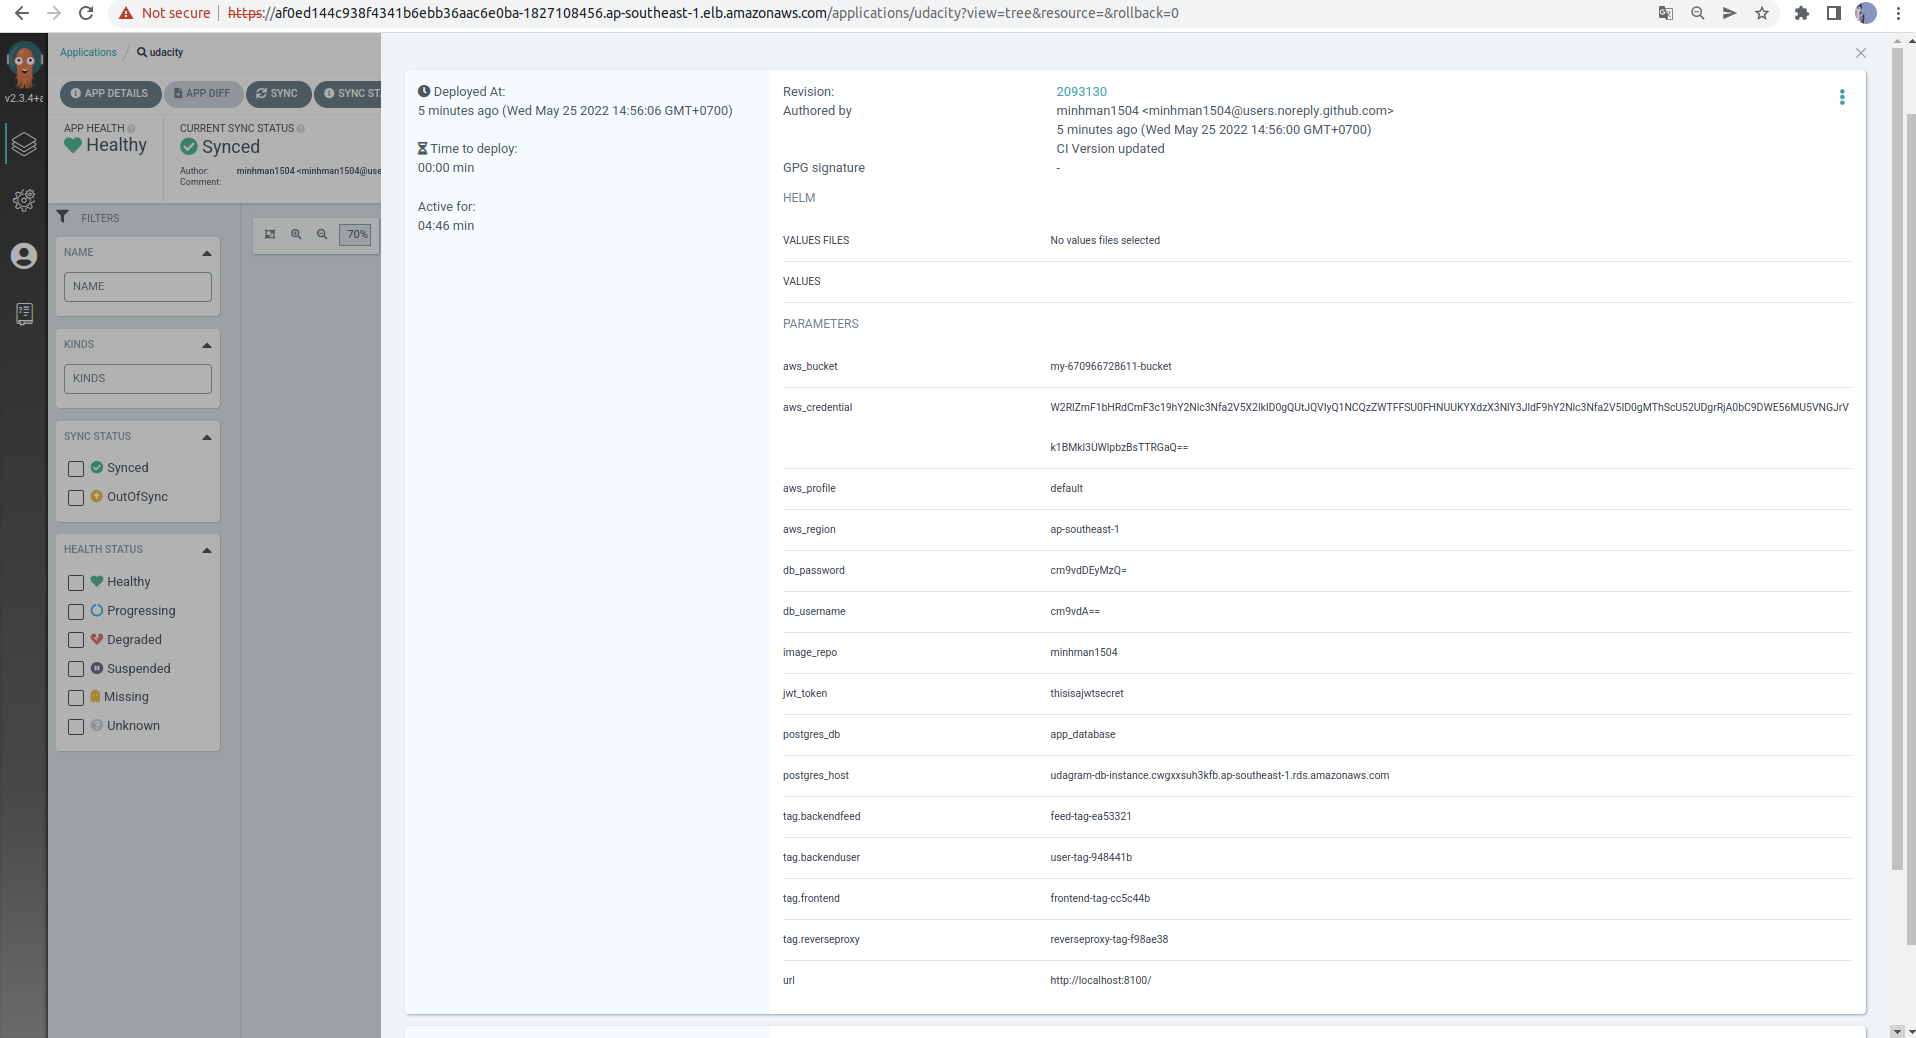 Not secure https://af0ed144c938f4341b6ebb36aac6e0ba-1827108456.ap-southeast-1.elb.amazonaws.com/applications/udacity?view=tree&resource=&rollback=0
Applications / udacity
v2.3.4+
APP DETAILS APP DIFF SYNC SYNC
APP HEALTH
Healthy
CURRENT SYNC STATUS
Synced
Author: minhman1504 <minhman1504@use
Comment:
FILTERS
70%
NAME
NAME
KINDS
KINDS
SYNC STATUS
Synced
OutOfSync
HEALTH STATUS
Healthy
Progressing
Degraded
Suspended
Missing
Unknown
Deployed At:
5 minutes ago (Wed May 25 2022 14:56:06 GMT+0700)
Time to deploy:
00:00 min
Active for:
04:46 min
Revision: 2093130
Authored by minhman1504 <minhman1504@users.noreply.github.com>
5 minutes ago (Wed May 25 2022 14:56:00 GMT+0700)
CI Version updated
GPG signature -
HELM
VALUES FILES No values files selected
VALUES
PARAMETERS
aws_bucket my-670966728611-bucket
aws_credential
aws_profile default
aws_region ap-southeast-1
db_password cm9vdDEyMzQ=
db_username cm9vdA==
image_repo minhman1504
jwt_token thisisajwtsecret
postgres_db app_database
postgres_host udagram-db-instance.cwgxxsuh3kfb.ap-southeast-1.rds.amazonaws.com
tag.backendfeed feed-tag-ea53321
tag.backenduser user-tag-948441b
tag.frontend frontend-tag-cc5c44b
tag.reverseproxy reverseproxy-tag-f98ae38
url http://localhost:8100/